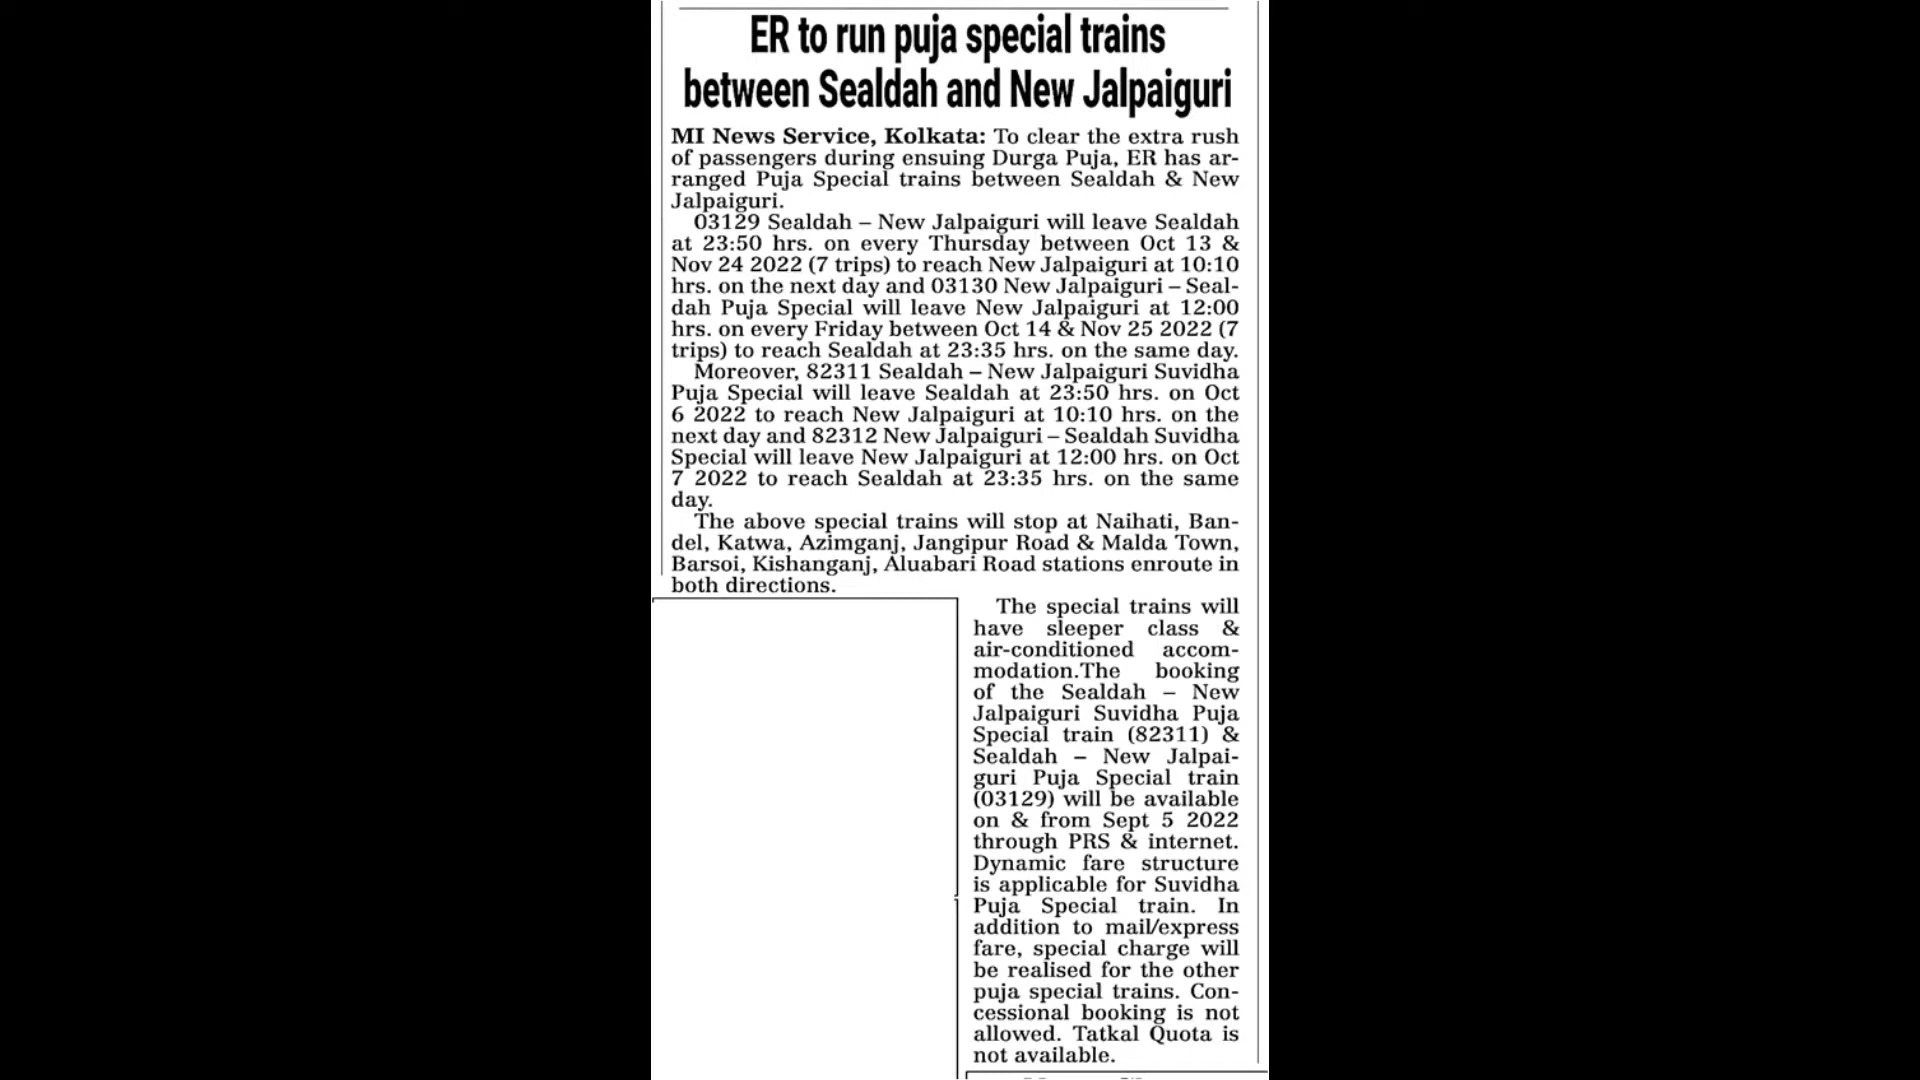 ER to run puja special trains
between Sealdah and New Jalpaiguri
MI News Service, Kolkata: To clear the extra rush
of passengers during ensuing Durga Puja, ER has ar-
ranged Puja Special trains between Sealdah & New
Jalpaiguri.
03129 Sealdah – New Jalpaiguri will leave Sealdah
at 23:50 hrs. on every Thursday between Oct 13 &
Nov 24 2022 (7 trips) to reach New Jalpaiguri at 10:10
hrs. on the next day and 03130 New Jalpaiguri – Seal-
dah Puja Special will leave New Jalpaiguri at 12:00
hrs. on every Friday between Oct 14 & Nov 25 2022 (7
trips) to reach Sealdah at 23:35 hrs. on the same day.
Moreover, 82311 Sealdah – New Jalpaiguri Suvidha
Puja Special will leave Sealdah at 23:50 hrs. on Oct
6 2022 to reach New Jalpaiguri at 10:10 hrs. on the
next day and 82312 New Jalpaiguri – Sealdah Suvidha
Special will leave New Jalpaiguri at 12:00 hrs. on Oct
7 2022 to reach Sealdah at 23:35 hrs. on the same
day.
The above special trains will stop at Naihati, Ban-
del, Katwa, Azimganj, Jangipur Road & Malda Town,
Barsoi, Kishanganj, Aluabari Road stations enroute in
both directions.
The special trains will
have sleeper class &
air-conditioned accom-
modation.The booking
of the Sealdah – New
Jalpaiguri Suvidha Puja
Special train (82311) &
Sealdah – New Jalpai-
guri Puja Special train
(03129) will be available
on & from Sept 5 2022
through PRS & internet.
Dynamic fare structure
is applicable for Suvidha
Puja Special train. In
addition to mail/express
fare, special charge will
be realised for the other
puja special trains. Con-
cessional booking is not
allowed. Tatkal Quota is
not available.